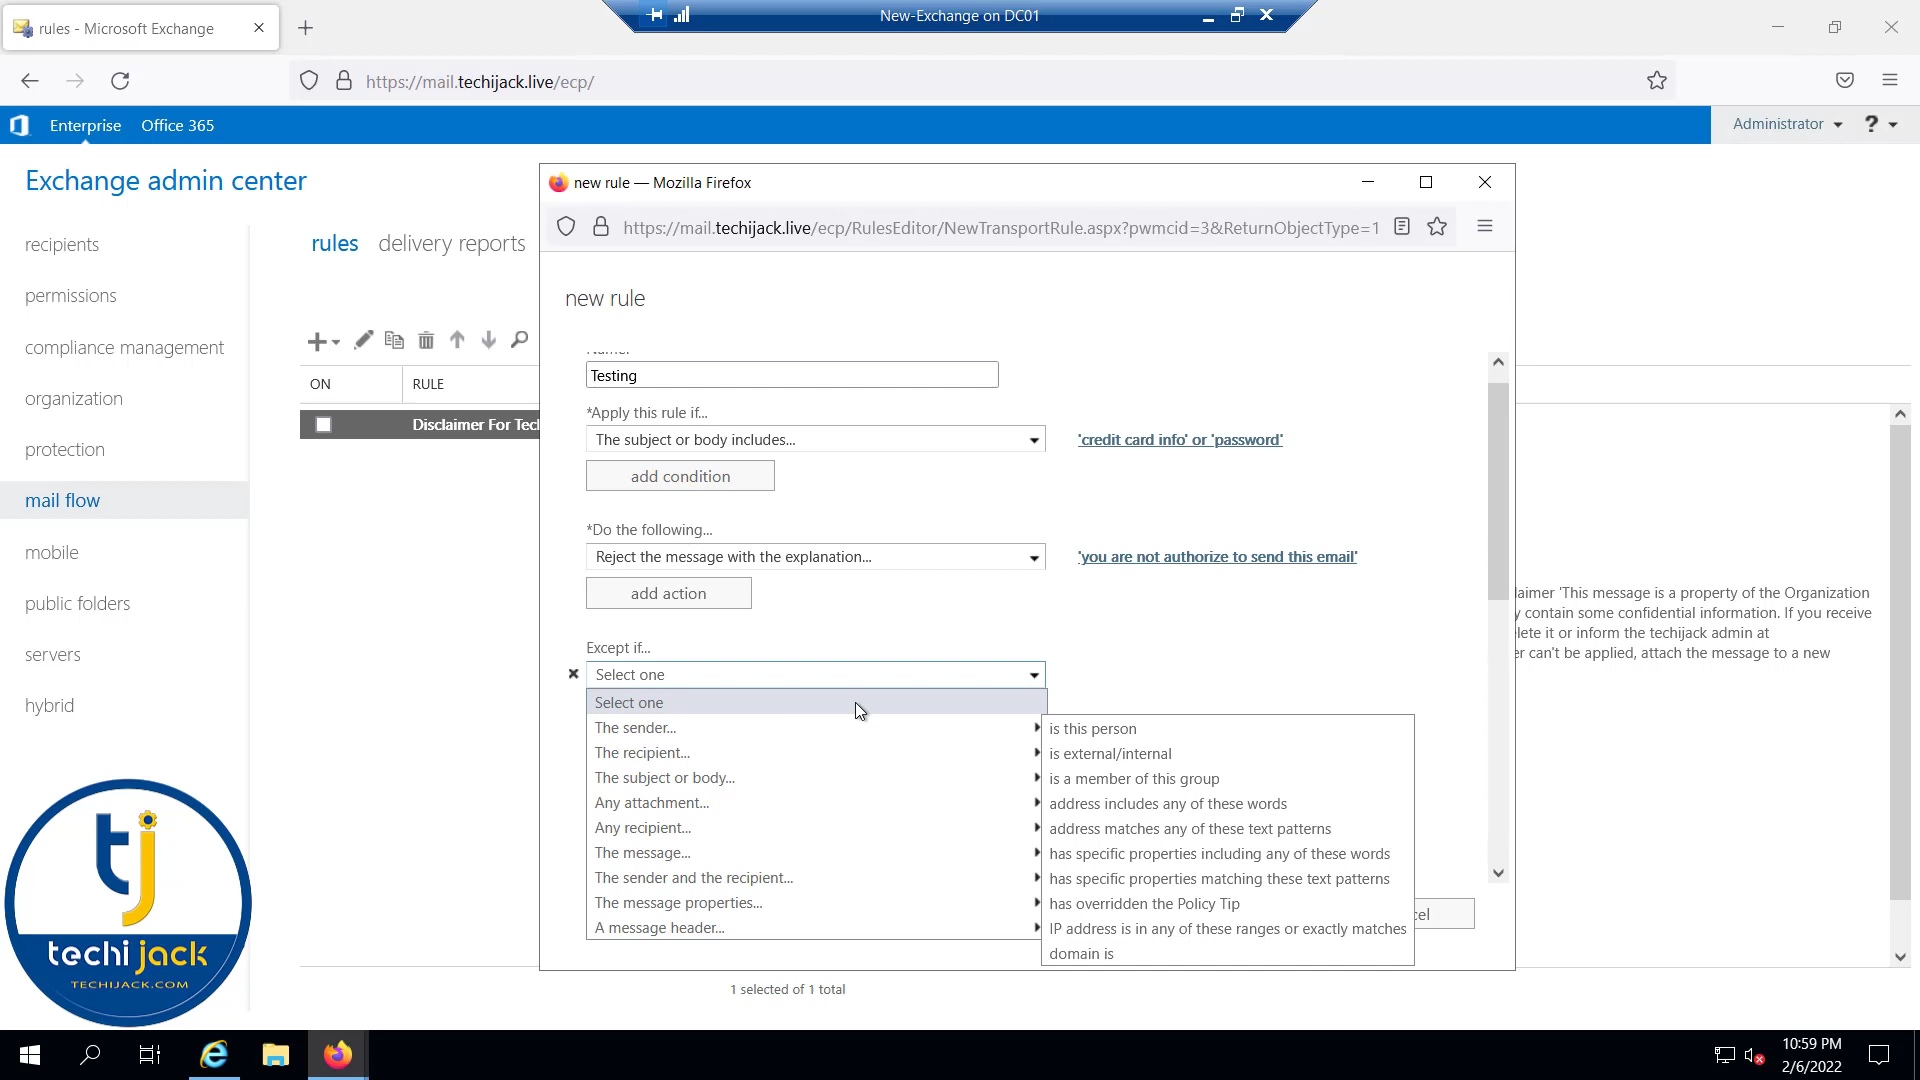 New-Exchange on DC01
rules - Microsoft Exchange
https://mail.techijack.live/ecp/
Enterprise
Office 365
Administrator
?
Exchange admin center
recipients
permissions
compliance management
organization
protection
mail flow
mobile
public folders
servers
hybrid
rules
delivery reports
ON
RULE
Disclaimer For Tec
new rule — Mozilla Firefox
https://mail.techijack.live/ecp/RulesEditor/NewTransportRule.aspx?pwmcid=3&ReturnObjectType=1
new rule
Testing
*Apply this rule if...
The subject or body includes...
'credit card info' or 'password'
add condition
*Do the following...
Reject the message with the explanation...
'you are not authorize to send this email'
add action
Except if...
Select one
Select one
The sender...
The recipient...
The subject or body...
Any attachment...
Any recipient...
The message...
The sender and the recipient...
The message properties...
A message header...
is this person
is external/internal
is a member of this group
address includes any of these words
address matches any of these text patterns
has specific properties including any of these words
has specific properties matching these text patterns
has overridden the Policy Tip
IP address is in any of these ranges or exactly matches
domain is
cel
laimer 'This message is a property of the Organization
y contain some confidential information. If you receive
elete it or inform the techijack admin at
er can't be applied, attach the message to a new
1 selected of 1 total
tj
techijack
TECHIJACK.COM
10:59 PM
2/6/2022